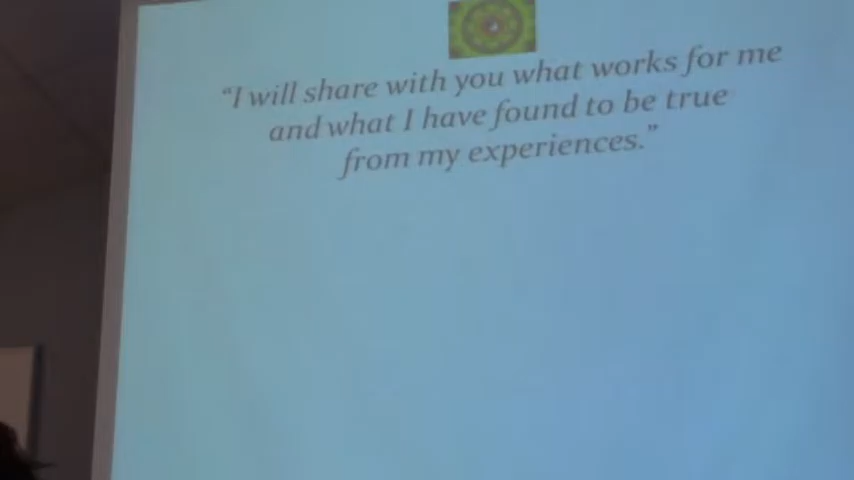 “I will share with you what works for me
and what I have found to be true
from my experiences.”